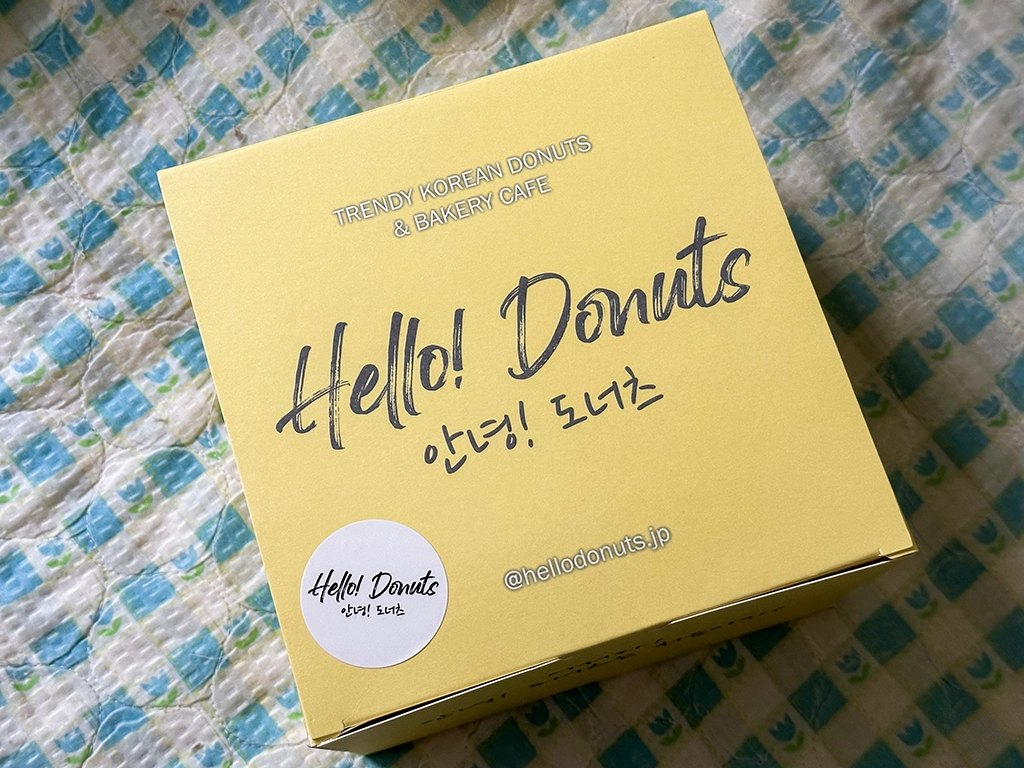 TRENDY KOREAN DONUTS
& BAKERY CAFE
Hello! Donuts
안녕! 도너츠
@hellodonuts.jp
Hello! Donuts
안녕! 도너츠